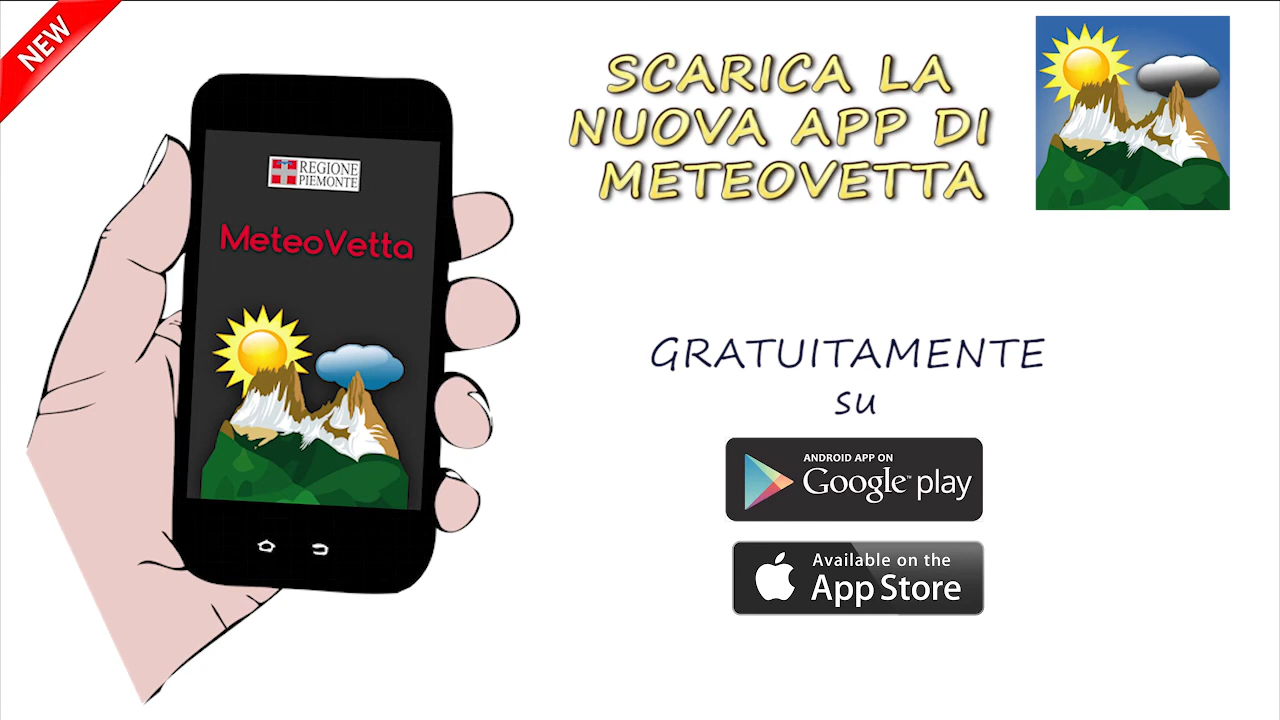 NEW
REGIONE
PIEMONTE
MeteoVetta
SCARICA LA
NUOVA APP DI
METEOVETTA
GRATUITAMENTE
su
ANDROID APP ON
Google™ play
Available on the
App Store